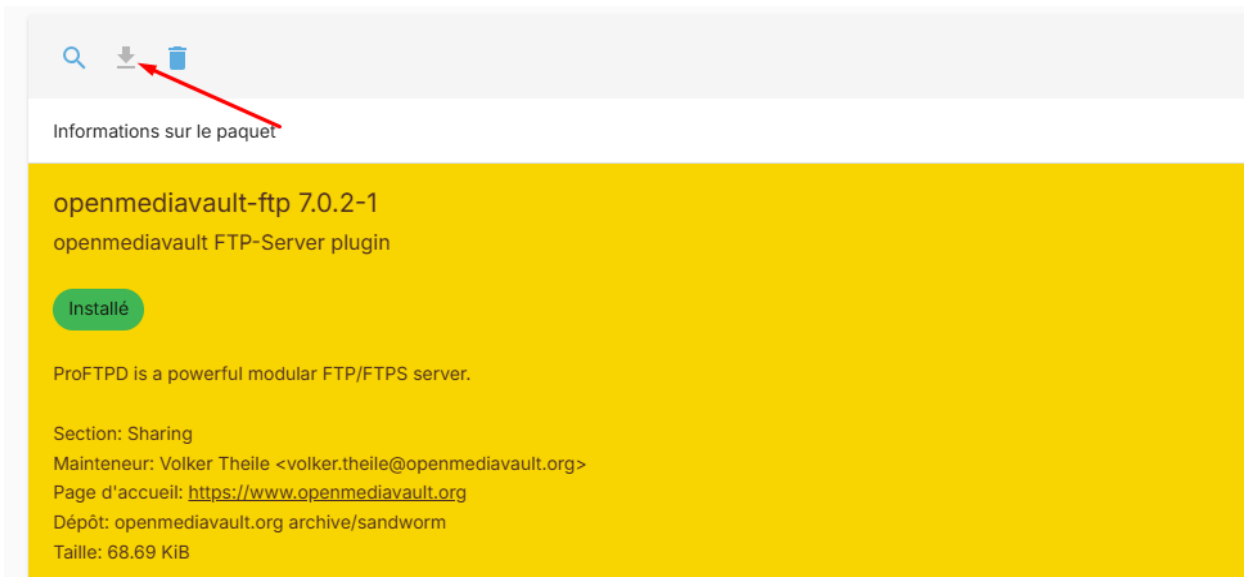 Informations sur le paquet
openmediavault-ftp 7.0.2-1
openmediavault FTP-Server plugin
Installé
ProFTPD is a powerful modular FTP/FTPS server.
Section: Sharing
Mainteneur: Volker Theile <volker.theile@openmediavault.org>
Page d'accueil: https://www.openmediavault.org
Dépôt: openmediavault.org archive/sandworm
Taille: 68.69 KiB